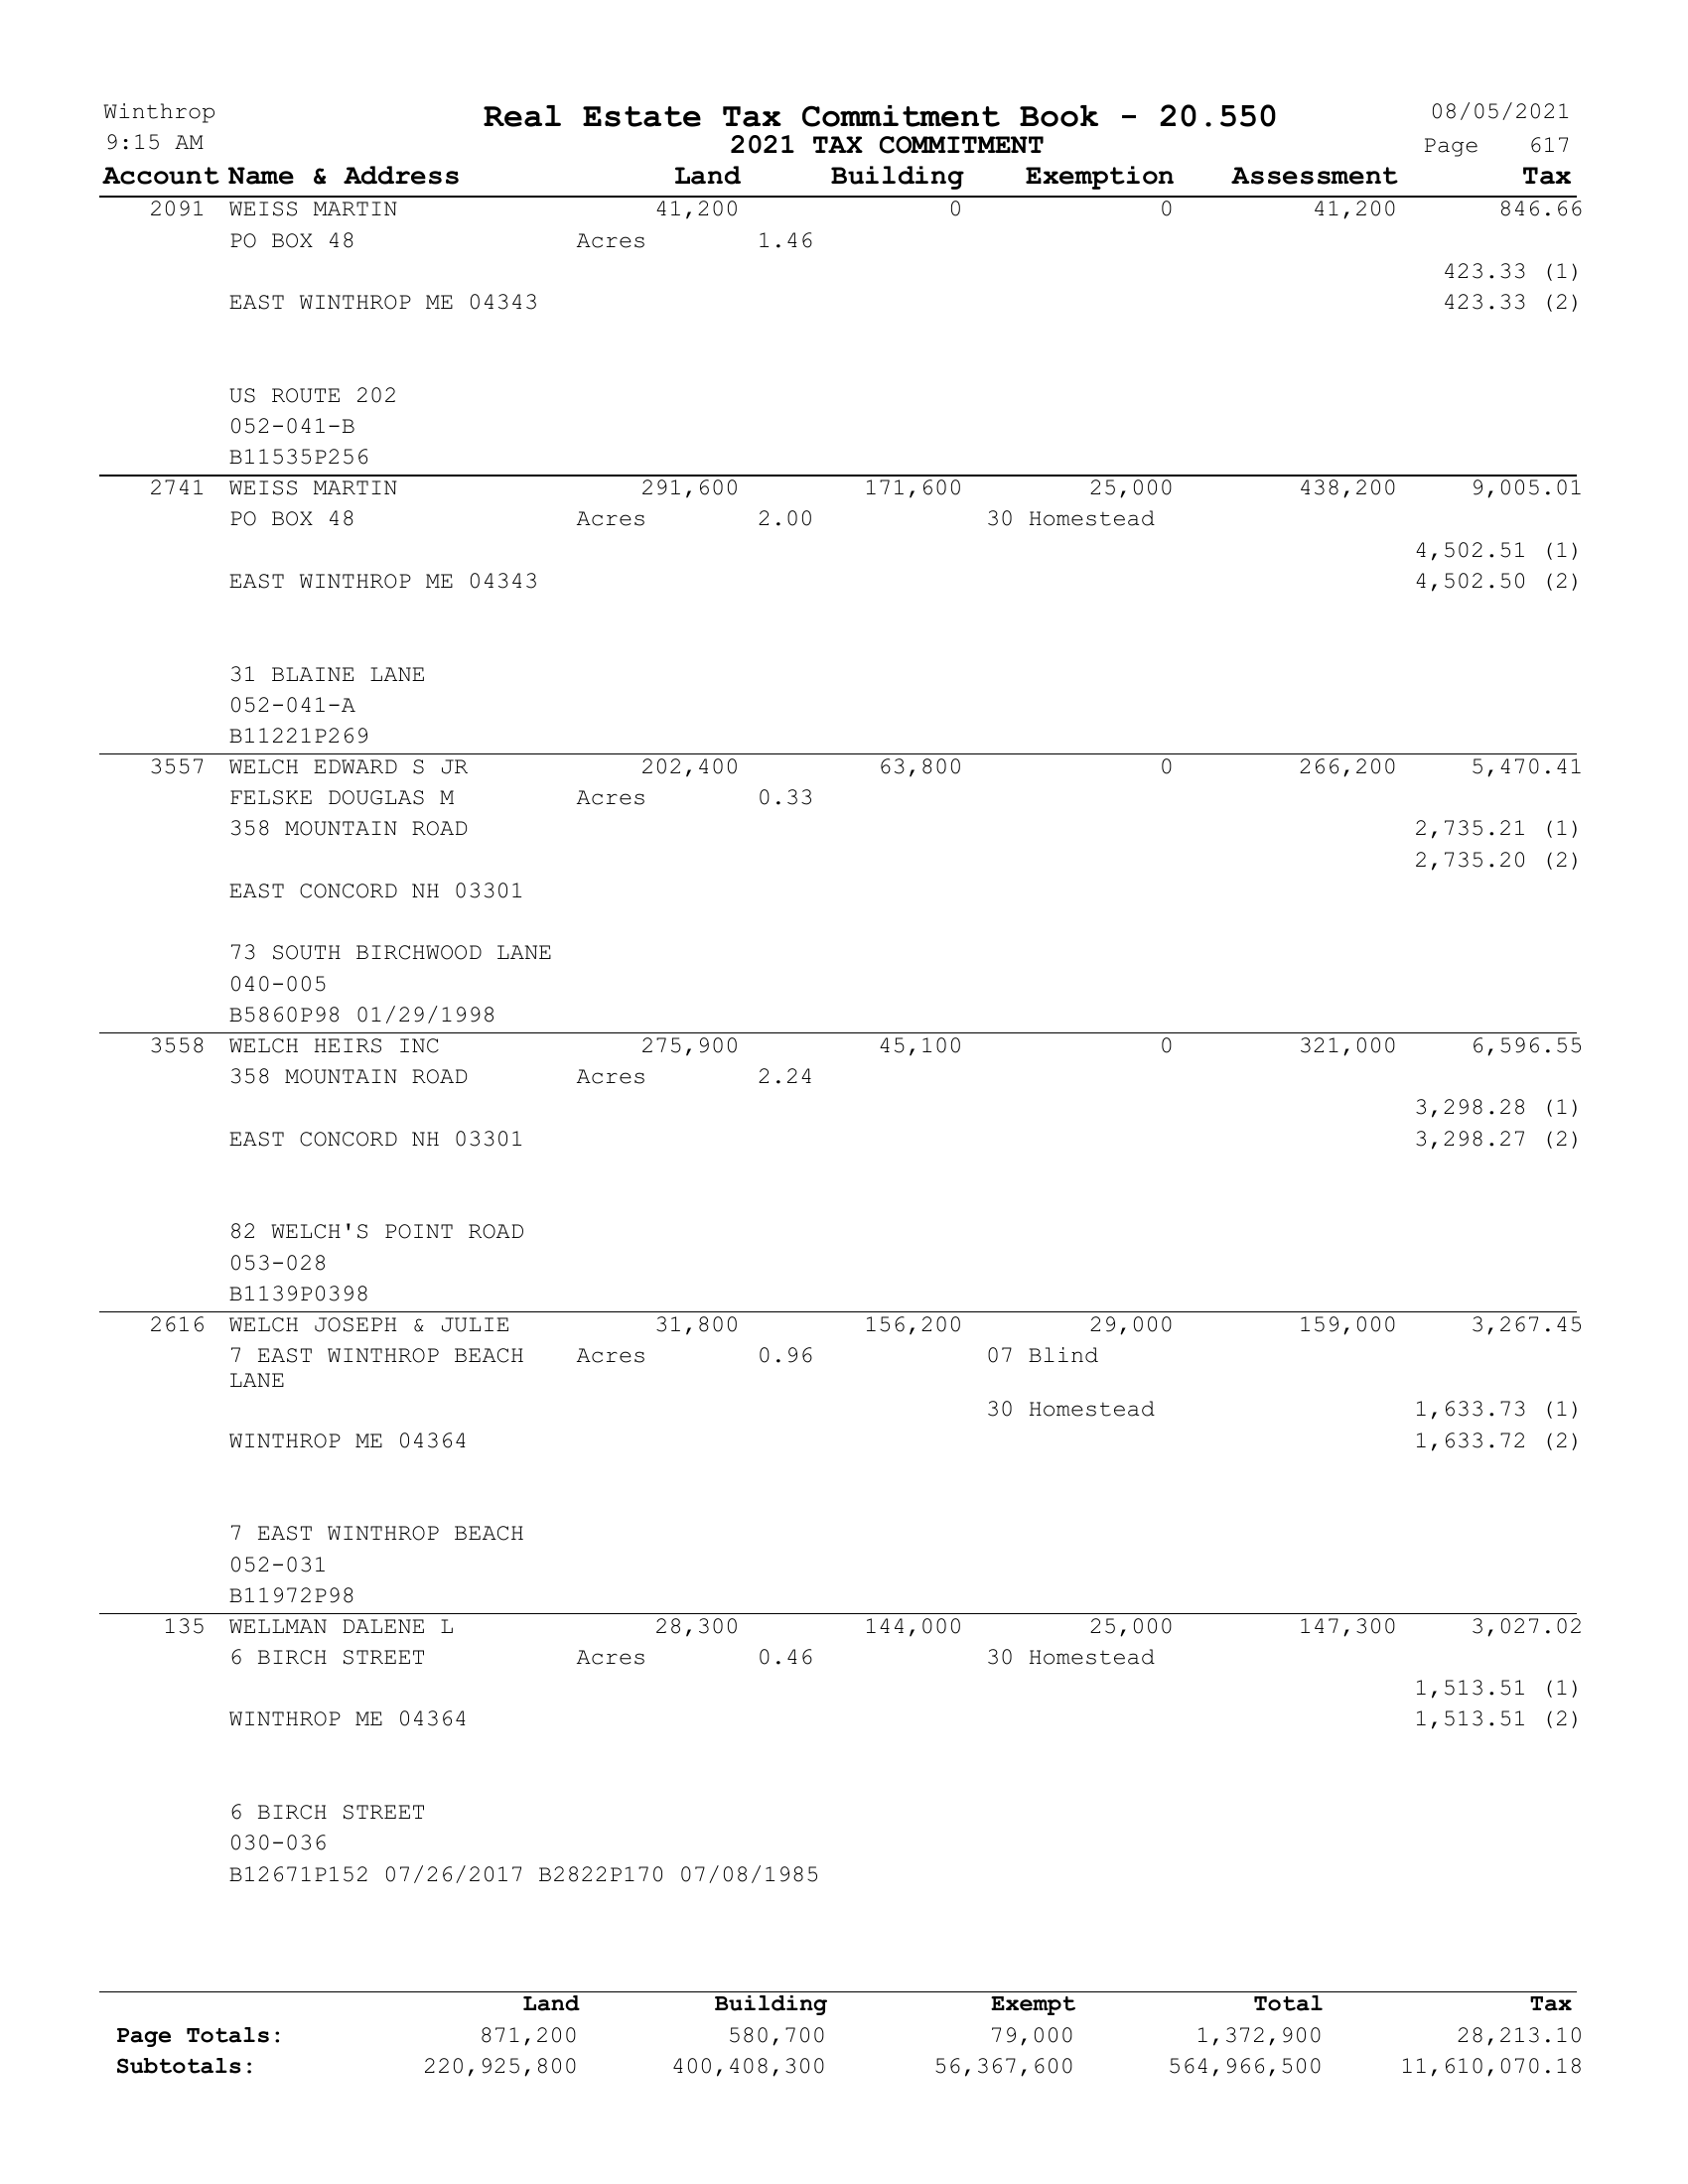 Winthrop Real Estate Tax Commitment Book - 20.550 08/05/2021
9:15 AM 2021 TAX COMMITMENT Page 617
Account Name & Address Land Building Exemption Assessment Tax
2091 WEISS MARTIN 41,200 0 0 41,200 846.66
PO BOX 48 Acres 1.46
423.33 (1)
EAST WINTHROP ME 04343 423.33 (2)
US ROUTE 202
052-041-B
B11535P256
2741 WEISS MARTIN 291,600 171,600 25,000 438,200 9,005.01
PO BOX 48 Acres 2.00 30 Homestead
4,502.51 (1)
EAST WINTHROP ME 04343 4,502.50 (2)
31 BLAINE LANE
052-041-A
B11221P269
3557 WELCH EDWARD S JR 202,400 63,800 0 266,200 5,470.41
FELSKE DOUGLAS M Acres 0.33
358 MOUNTAIN ROAD 2,735.21 (1)
2,735.20 (2)
EAST CONCORD NH 03301
73 SOUTH BIRCHWOOD LANE
040-005
B5860P98 01/29/1998
3558 WELCH HEIRS INC 275,900 45,100 0 321,000 6,596.55
358 MOUNTAIN ROAD Acres 2.24
3,298.28 (1)
EAST CONCORD NH 03301 3,298.27 (2)
82 WELCH'S POINT ROAD
053-028
B1139P0398
2616 WELCH JOSEPH & JULIE 31,800 156,200 29,000 159,000 3,267.45
7 EAST WINTHROP BEACH Acres 0.96 07 Blind
LANE
30 Homestead 1,633.73 (1)
WINTHROP ME 04364 1,633.72 (2)
7 EAST WINTHROP BEACH
052-031
B11972P98
135 WELLMAN DALENE L 28,300 144,000 25,000 147,300 3,027.02
6 BIRCH STREET Acres 0.46 30 Homestead
1,513.51 (1)
WINTHROP ME 04364 1,513.51 (2)
6 BIRCH STREET
030-036
B12671P152 07/26/2017 B2822P170 07/08/1985
Land Building Exempt Total Tax
Page Totals: 871,200 580,700 79,000 1,372,900 28,213.10
Subtotals: 220,925,800 400,408,300 56,367,600 564,966,500 11,610,070.18